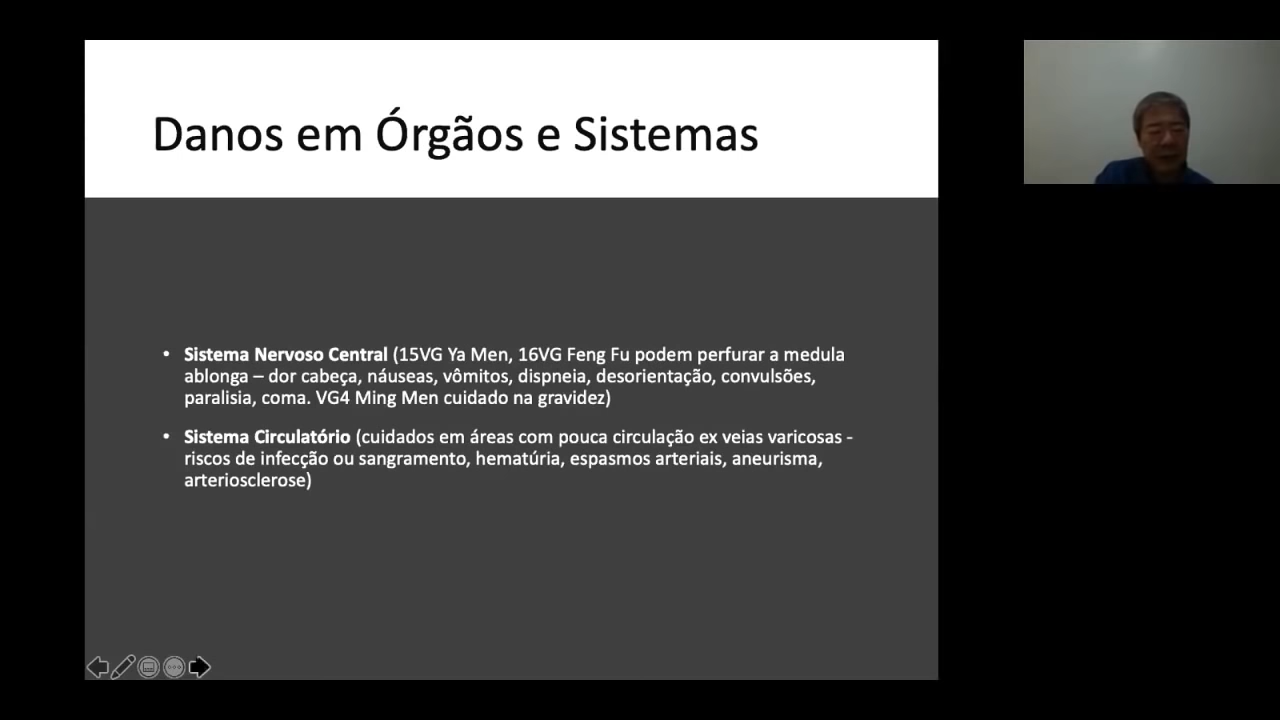 Danos em Órgãos e Sistemas
• Sistema Nervoso Central (15VG Ya Men, 16VG Feng Fu podem perfurar a medula
ablonga – dor cabeça, náuseas, vômitos, dispneia, desorientação, convulsões,
paralisia, coma. VG4 Ming Men cuidado na gravidez)
• Sistema Circulatório (cuidados em áreas com pouca circulação ex veias varicosas -
riscos de infecção ou sangramento, hematúria, espasmos arteriais, aneurisma,
arteriosclerose)